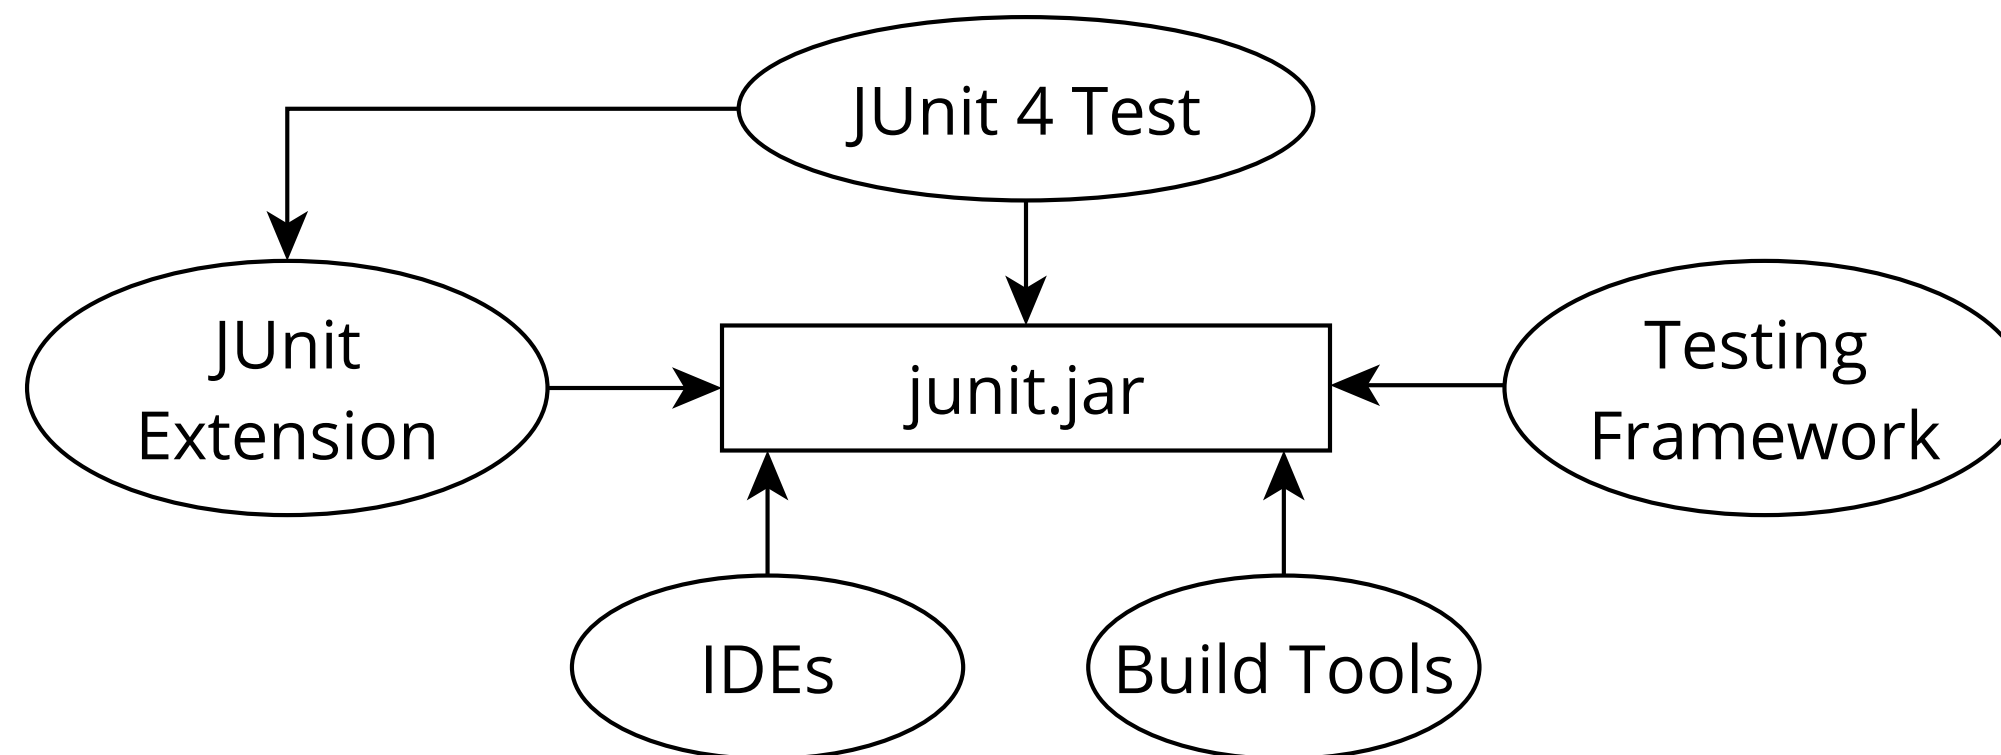 JUnit 4 Test
JUnit
Extension
junit.jar
Testing
Framework
IDEs
Build Tools